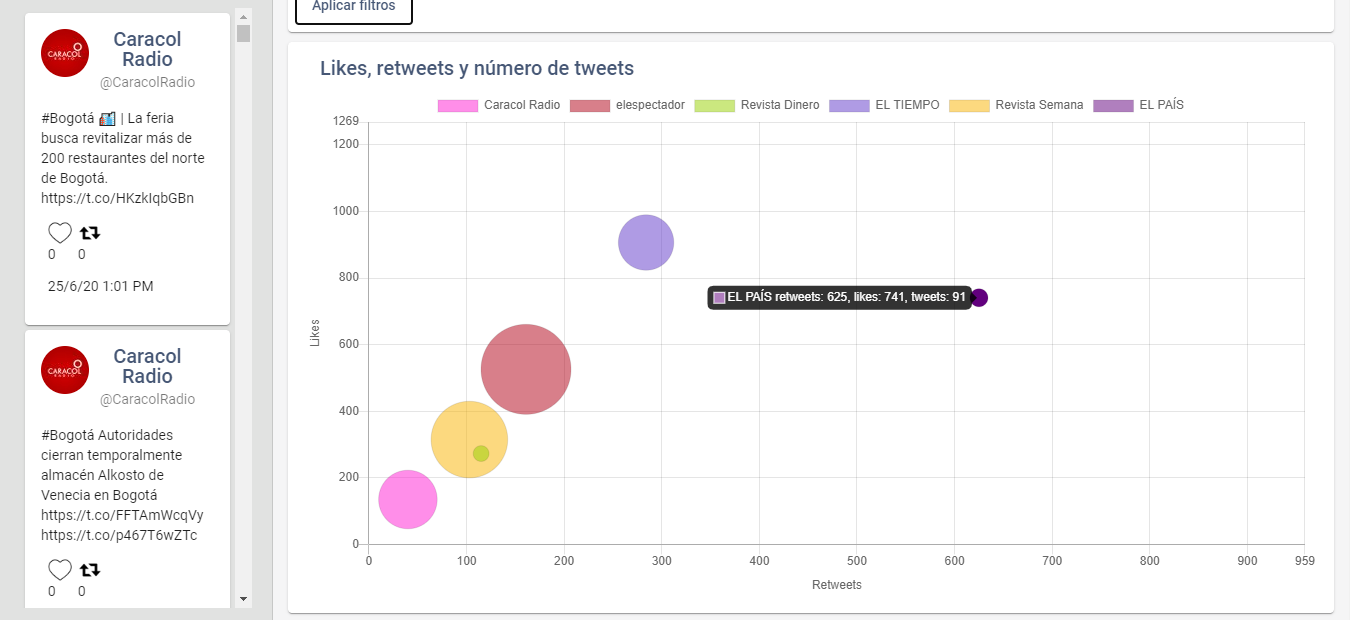 Caracol
Radio
@CaracolRadio
#Bogotá | La feria
busca revitalizar más de
200 restaurantes del norte
de Bogotá.
https://t.co/HKzkIqbGBn
0 0
25/6/20 1:01 PM
CARACOL
RADIO
Caracol
Radio
@CaracolRadio
#Bogotá Autoridades
cierran temporalmente
almacén Alkosto de
Venecia en Bogotá
https://t.co/FFTAmWcqVy
https://t.co/p467T6wZTc
0 0
CARACOL
RADIO
Aplicar filtros
Likes, retweets y número de tweets
Caracol Radio elespectador Revista Dinero EL TIEMPO Revista Semana EL PAÍS
1269
1200
1000
800
600
400
200
0
Likes
EL PAÍS retweets: 625, likes: 741, tweets: 91
0 100 200 300 400 500 600 700 800 900 959
Retweets